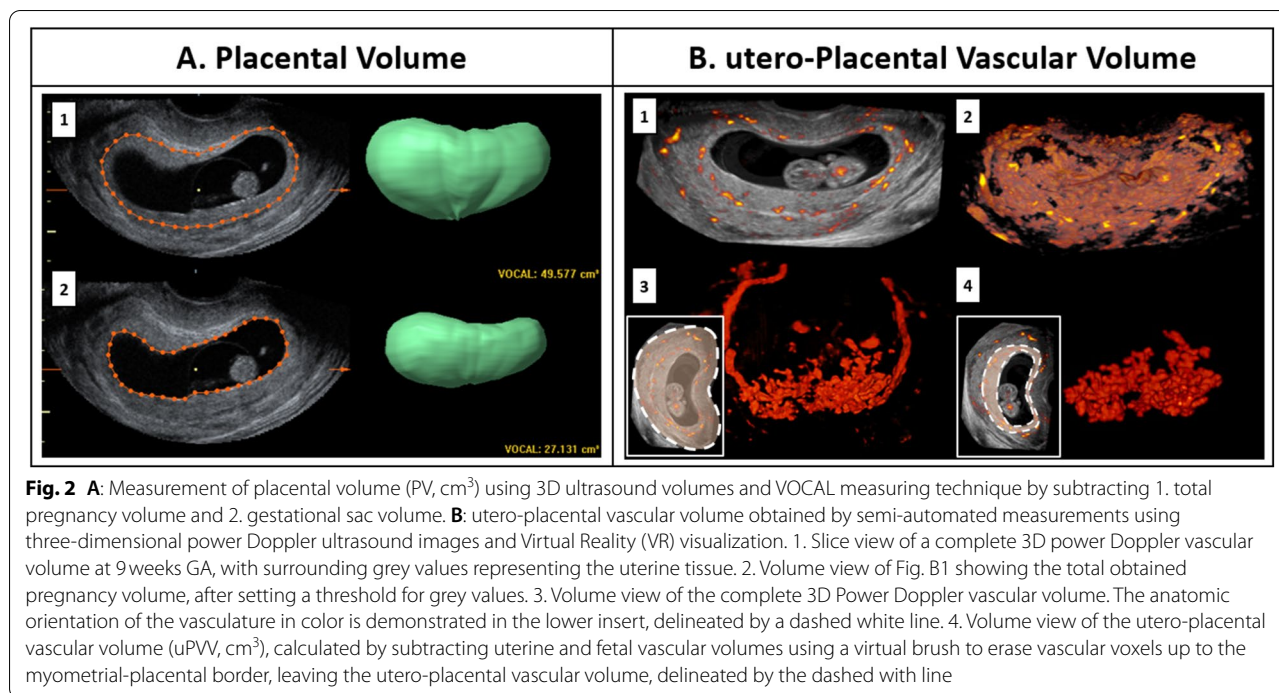 A. Placental Volume
B. utero-Placental Vascular Volume
1
VOCAL: 49.577 cm³
2
VOCAL: 27.131 cm³
1
2
3
4
Fig. 2 A: Measurement of placental volume (PV, cm³) using 3D ultrasound volumes and VOCAL measuring technique by subtracting 1. total
pregnancy volume and 2. gestational sac volume. B: utero-placental vascular volume obtained by semi-automated measurements using
three-dimensional power Doppler ultrasound images and Virtual Reality (VR) visualization. 1. Slice view of a complete 3D power Doppler vascular
volume at 9 weeks GA, with surrounding grey values representing the uterine tissue. 2. Volume view of Fig. B1 showing the total obtained
pregnancy volume, after setting a threshold for grey values. 3. Volume view of the complete 3D Power Doppler vascular volume. The anatomic
orientation of the vasculature in color is demonstrated in the lower insert, delineated by a dashed white line. 4. Volume view of the utero-placental
vascular volume (uPVV, cm³), calculated by subtracting uterine and fetal vascular volumes using a virtual brush to erase vascular voxels up to the
myometrial-placental border, leaving the utero-placental vascular volume, delineated by the dashed with line